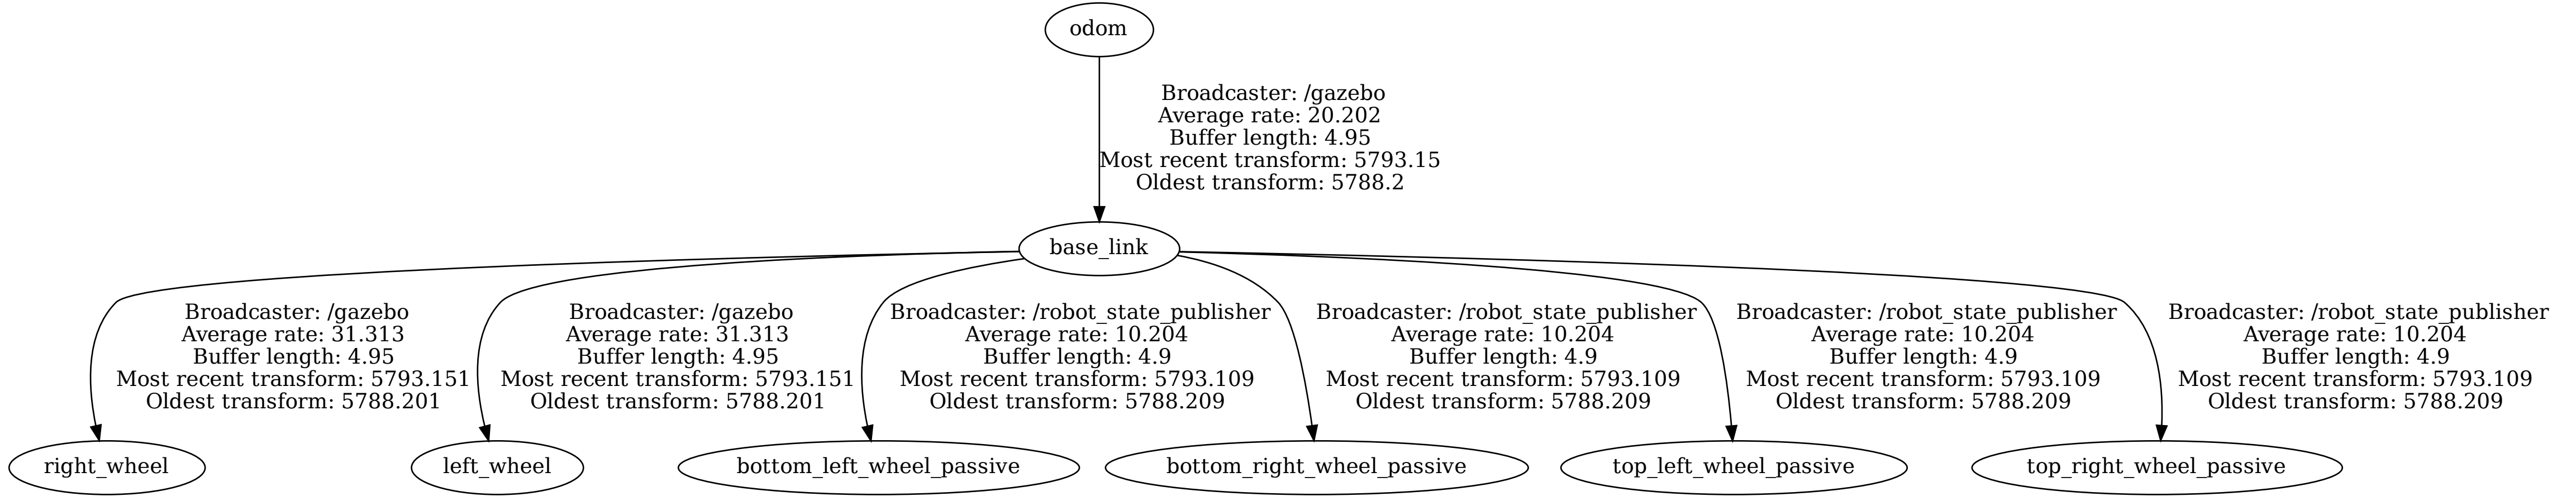 odom
Broadcaster: /gazebo
Average rate: 20.202
Buffer length: 4.95
Most recent transform: 5793.15
Oldest transform: 5788.2
base_link
Broadcaster: /gazebo
Average rate: 31.313
Buffer length: 4.95
Most recent transform: 5793.151
Oldest transform: 5788.201
Broadcaster: /gazebo
Average rate: 31.313
Buffer length: 4.95
Most recent transform: 5793.151
Oldest transform: 5788.201
Broadcaster: /robot_state_publisher
Average rate: 10.204
Buffer length: 4.9
Most recent transform: 5793.109
Oldest transform: 5788.209
Broadcaster: /robot_state_publisher
Average rate: 10.204
Buffer length: 4.9
Most recent transform: 5793.109
Oldest transform: 5788.209
Broadcaster: /robot_state_publisher
Average rate: 10.204
Buffer length: 4.9
Most recent transform: 5793.109
Oldest transform: 5788.209
Broadcaster: /robot_state_publisher
Average rate: 10.204
Buffer length: 4.9
Most recent transform: 5793.109
Oldest transform: 5788.209
right_wheel
left_wheel
bottom_left_wheel_passive
bottom_right_wheel_passive
top_left_wheel_passive
top_right_wheel_passive